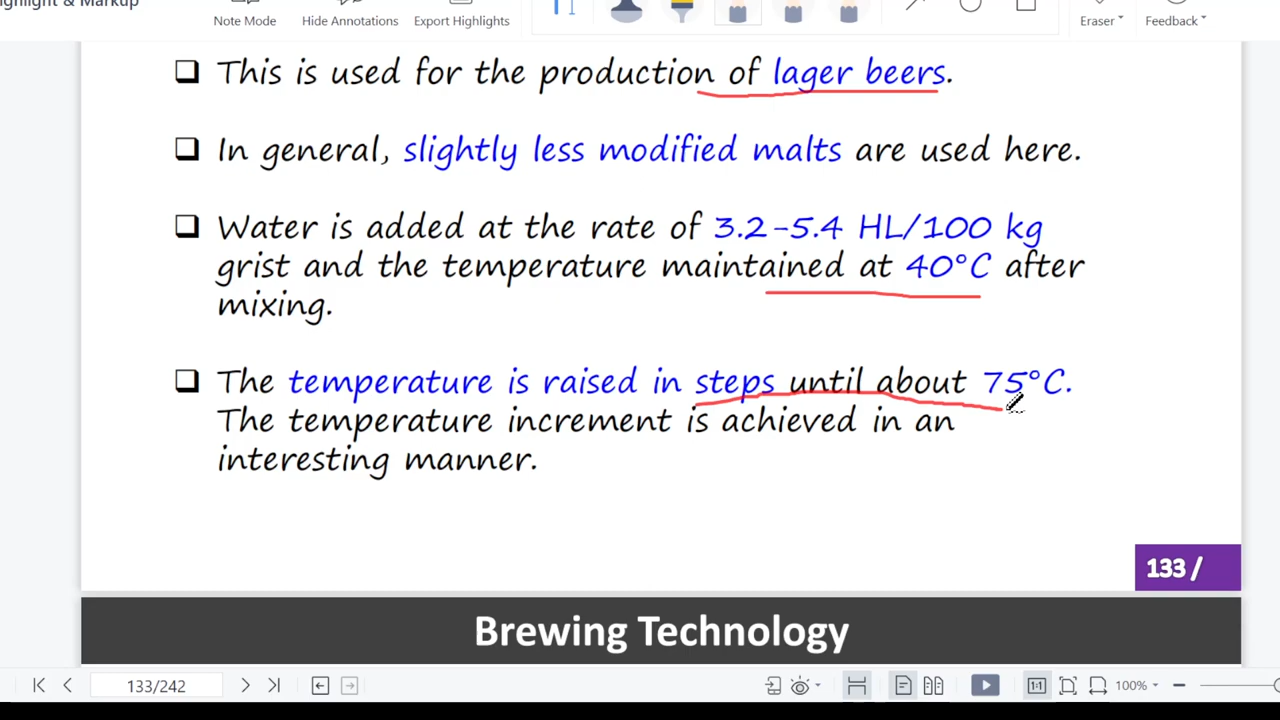 ighlight & Markup
Note Mode
Hide Annotations
Export Highlights
Eraser
Feedback
This is used for the production of lager beers.
In general, slightly less modified malts are used here.
Water is added at the rate of 3.2-5.4 HL/100 kg
grist and the temperature maintained at 40°C after
mixing.
The temperature is raised in steps until about 75°C.
The temperature increment is achieved in an
interesting manner.
133 /
Brewing Technology
133/242
1:1
100%